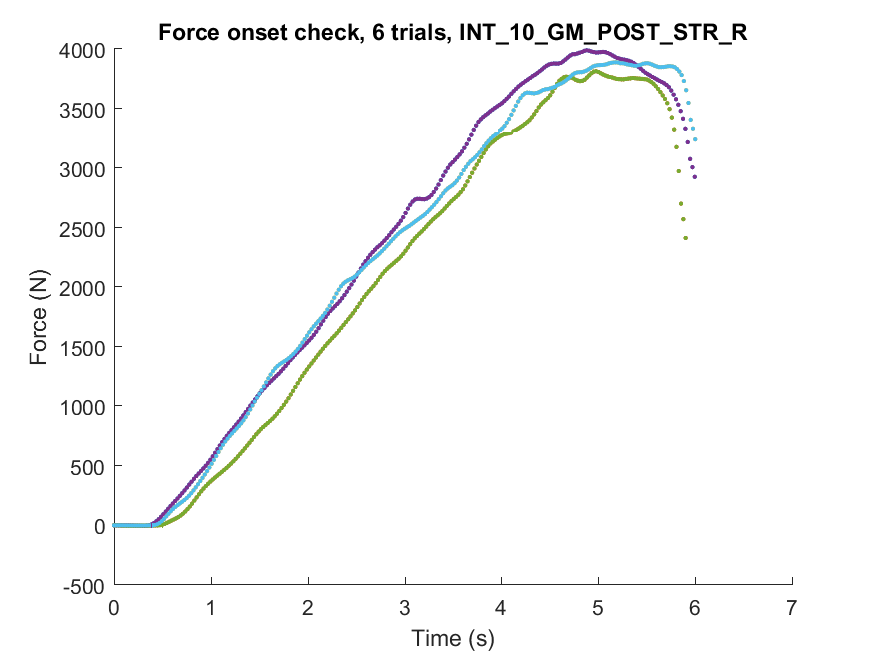 Force onset check, 6 trials, INT_10_GM_POST_STR_R
4000
3500
3000
2500
2000
1500
1000
500
0
-500
Force (N)
0 1 2 3 4 5 6 7
Time (s)